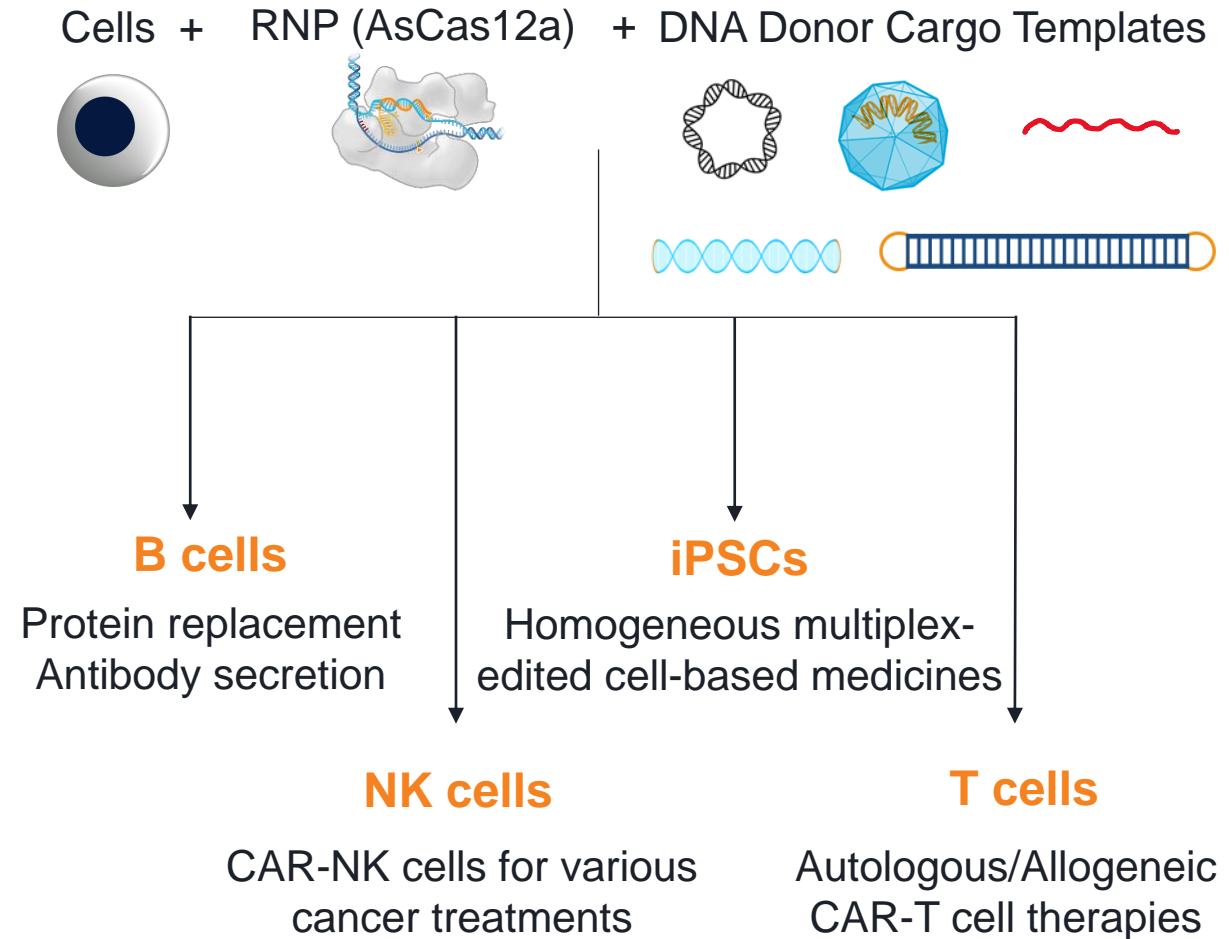 Cells + RNP (AsCas12a) + DNA Donor Cargo Templates
B cells
Protein replacement
Antibody secretion
iPSCs
Homogeneous multiplex-
edited cell-based medicines
NK cells
CAR-NK cells for various
cancer treatments
T cells
Autologous/Allogeneic
CAR-T cell therapies